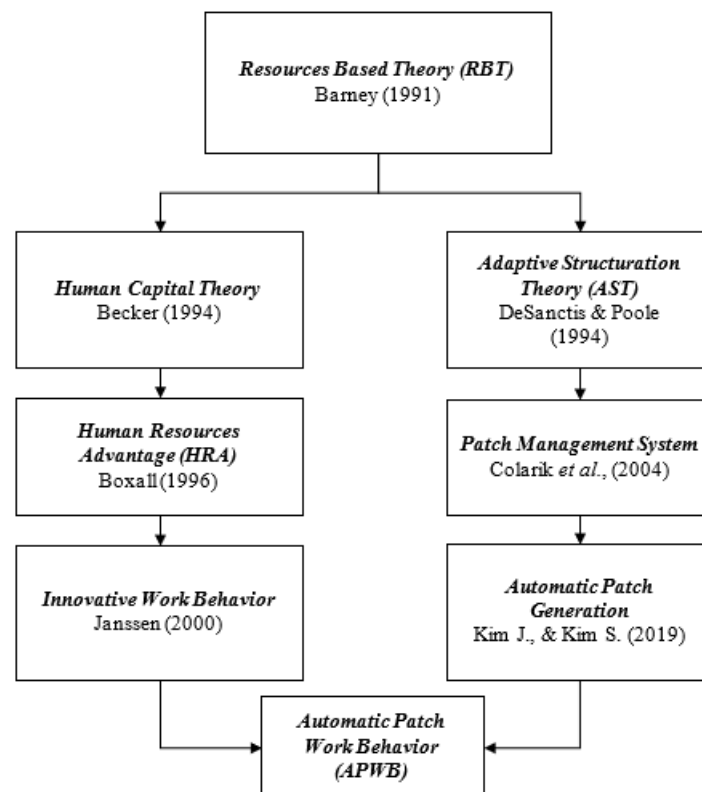 Resources Based Theory (RBT)
Barney (1991)
Human Capital Theory
Becker (1994)
Adaptive Structuration
Theory (AST)
DeSanctis & Poole
(1994)
Human Resources
Advantage (HRA)
Boxall (1996)
Patch Management System
Colarik et al., (2004)
Innovative Work Behavior
Janssen (2000)
Automatic Patch
Generation
Kim J., & Kim S. (2019)
Automatic Patch
Work Behavior
(APWB)